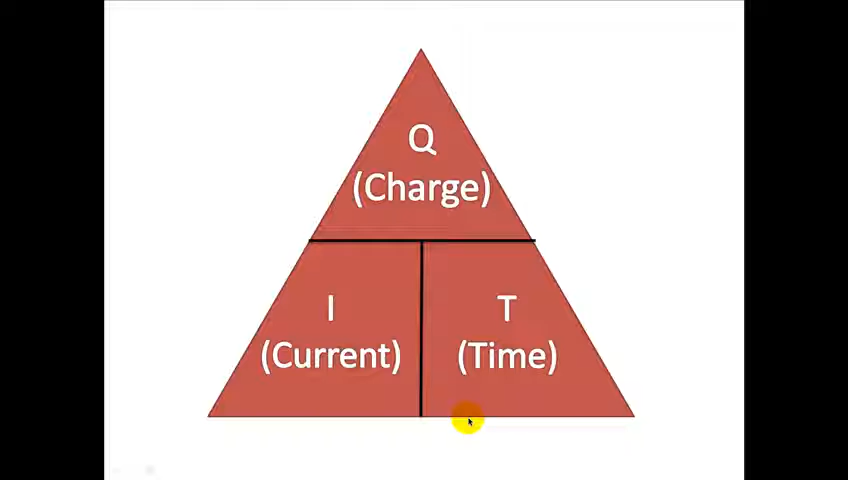 Q
(Charge)
I
(Current)
T
(Time)